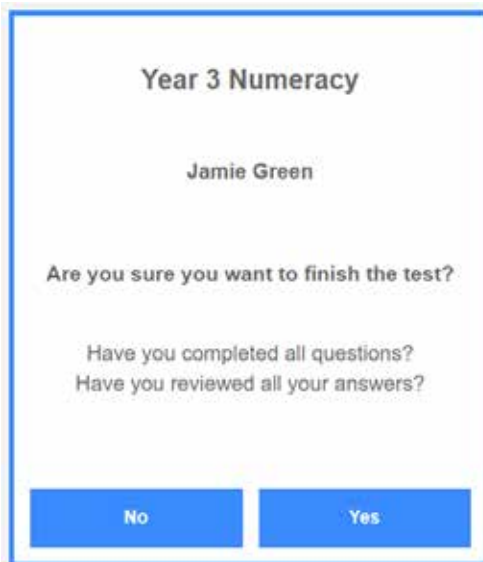 Year 3 Numeracy
Jamie Green
Are you sure you want to finish the test?
Have you completed all questions?
Have you reviewed all your answers?
No Yes